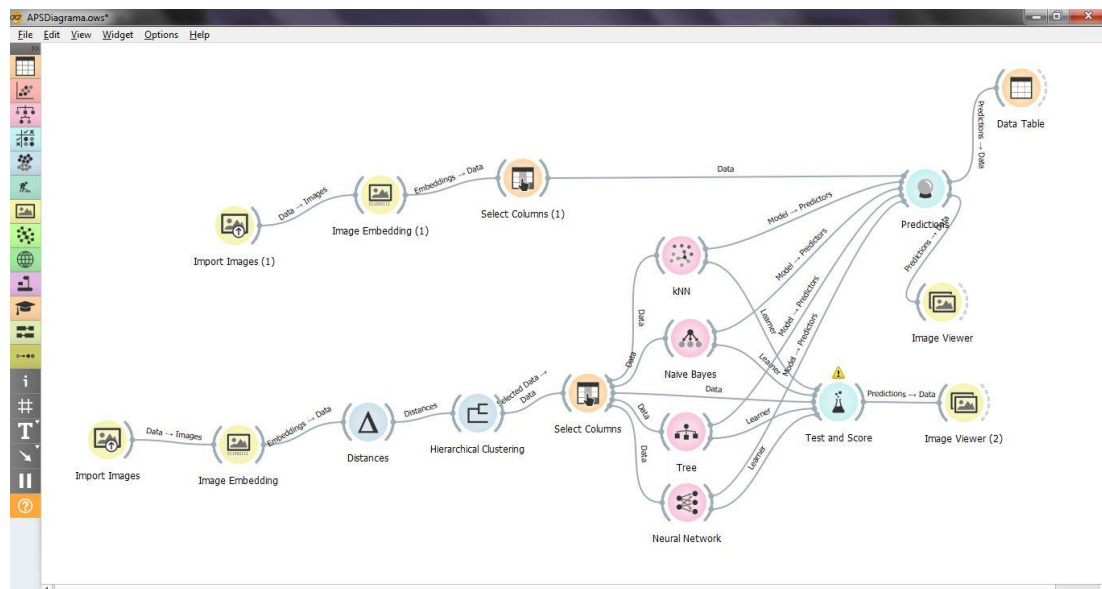 APSDiagrama.ows*
File Edit View Widget Options Help
Data Table
Predictions → Data
Data
Embeddings → Data
Data → Images
Select Columns (1)
Image Embedding (1)
Import Images (1)
Predictions
Model → Predictors
Model → Predictors
Model → Predictors
Model → Predictors
Predictions → Data
kNN
Image Viewer
Data
Learner
Naive Bayes
Data
Learner
Selected Data →
Data
Data
Predictions → Data
Select Columns
Test and Score
Image Viewer (2)
Distances
Hierarchical Clustering
Embeddings → Data
Data → Images
Distances
Import Images
Image Embedding
Data
Learner
Tree
Data
Learner
Neural Network
i
T
?